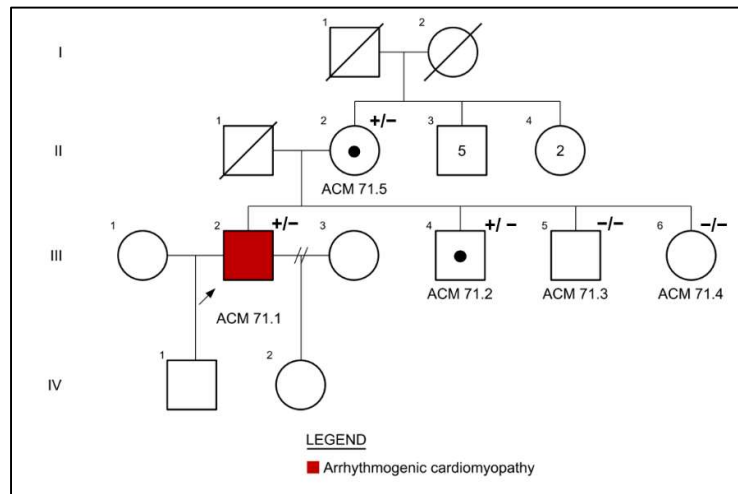 I
1
2
II
1
2
+/−
3
5
4
2
ACM 71.5
III
1
2
+/−
3
4
+/ −
5
−/−
6
−/−
ACM 71.1
ACM 71.2
ACM 71.3
ACM 71.4
IV
1
2
LEGEND
Arrhythmogenic cardiomyopathy